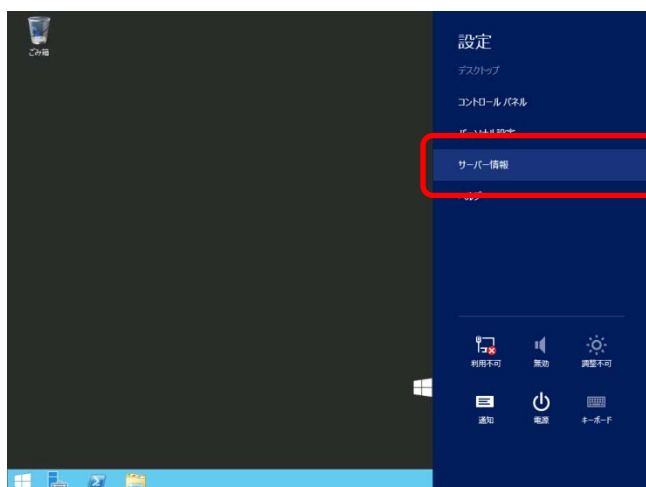 ごみ箱
設定
デスクトップ
コントロール パネル
サーバー情報
利用不可
無効
調整不可
通知
電源
キーボード